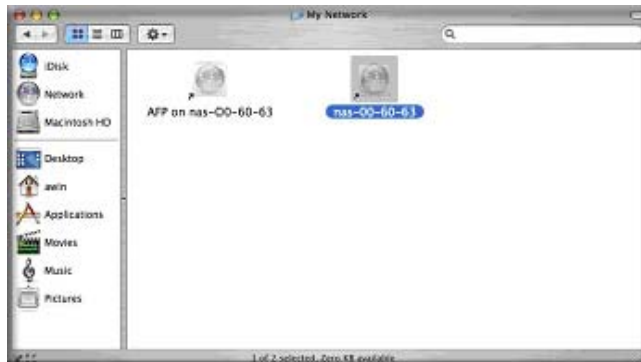 My Network
iDisk
Network
Macintosh HD
Desktop
awin
Applications
Movies
Music
Pictures
AFP on nas-00-60-63
nas-00-60-63
1 of 2 selected, Zero KB available